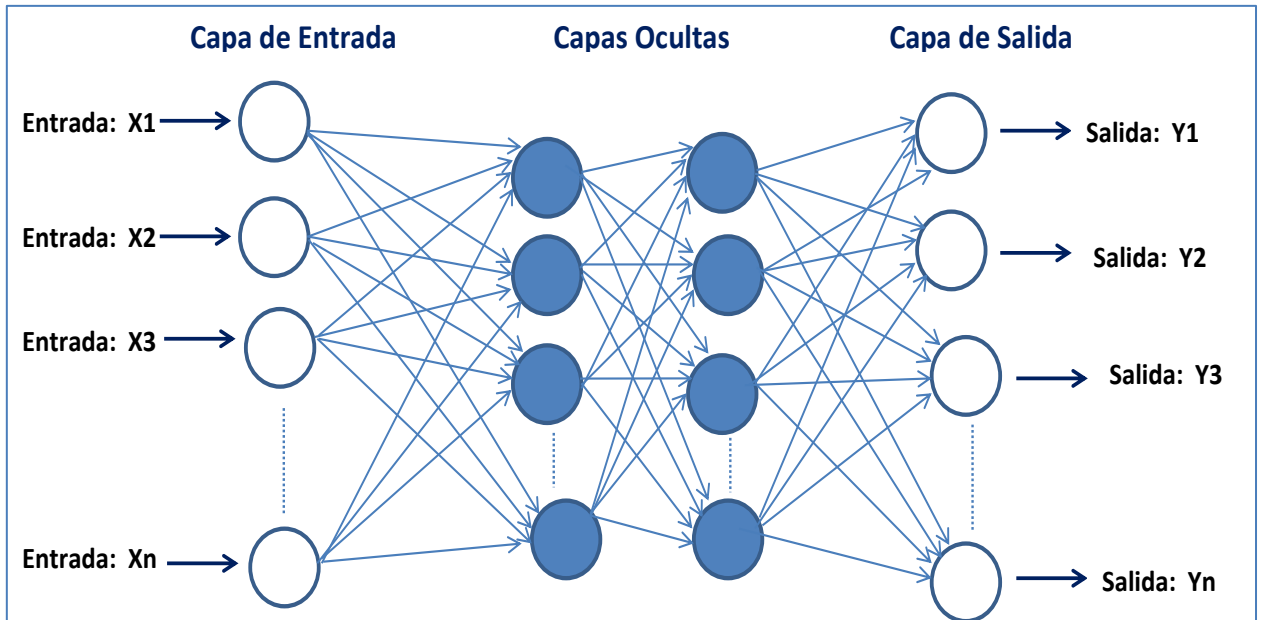 Capa de Entrada
Capas Ocultas
Capa de Salida
Entrada: X1
Entrada: X2
Entrada: X3
Entrada: Xn
Salida: Y1
Salida: Y2
Salida: Y3
Salida: Yn